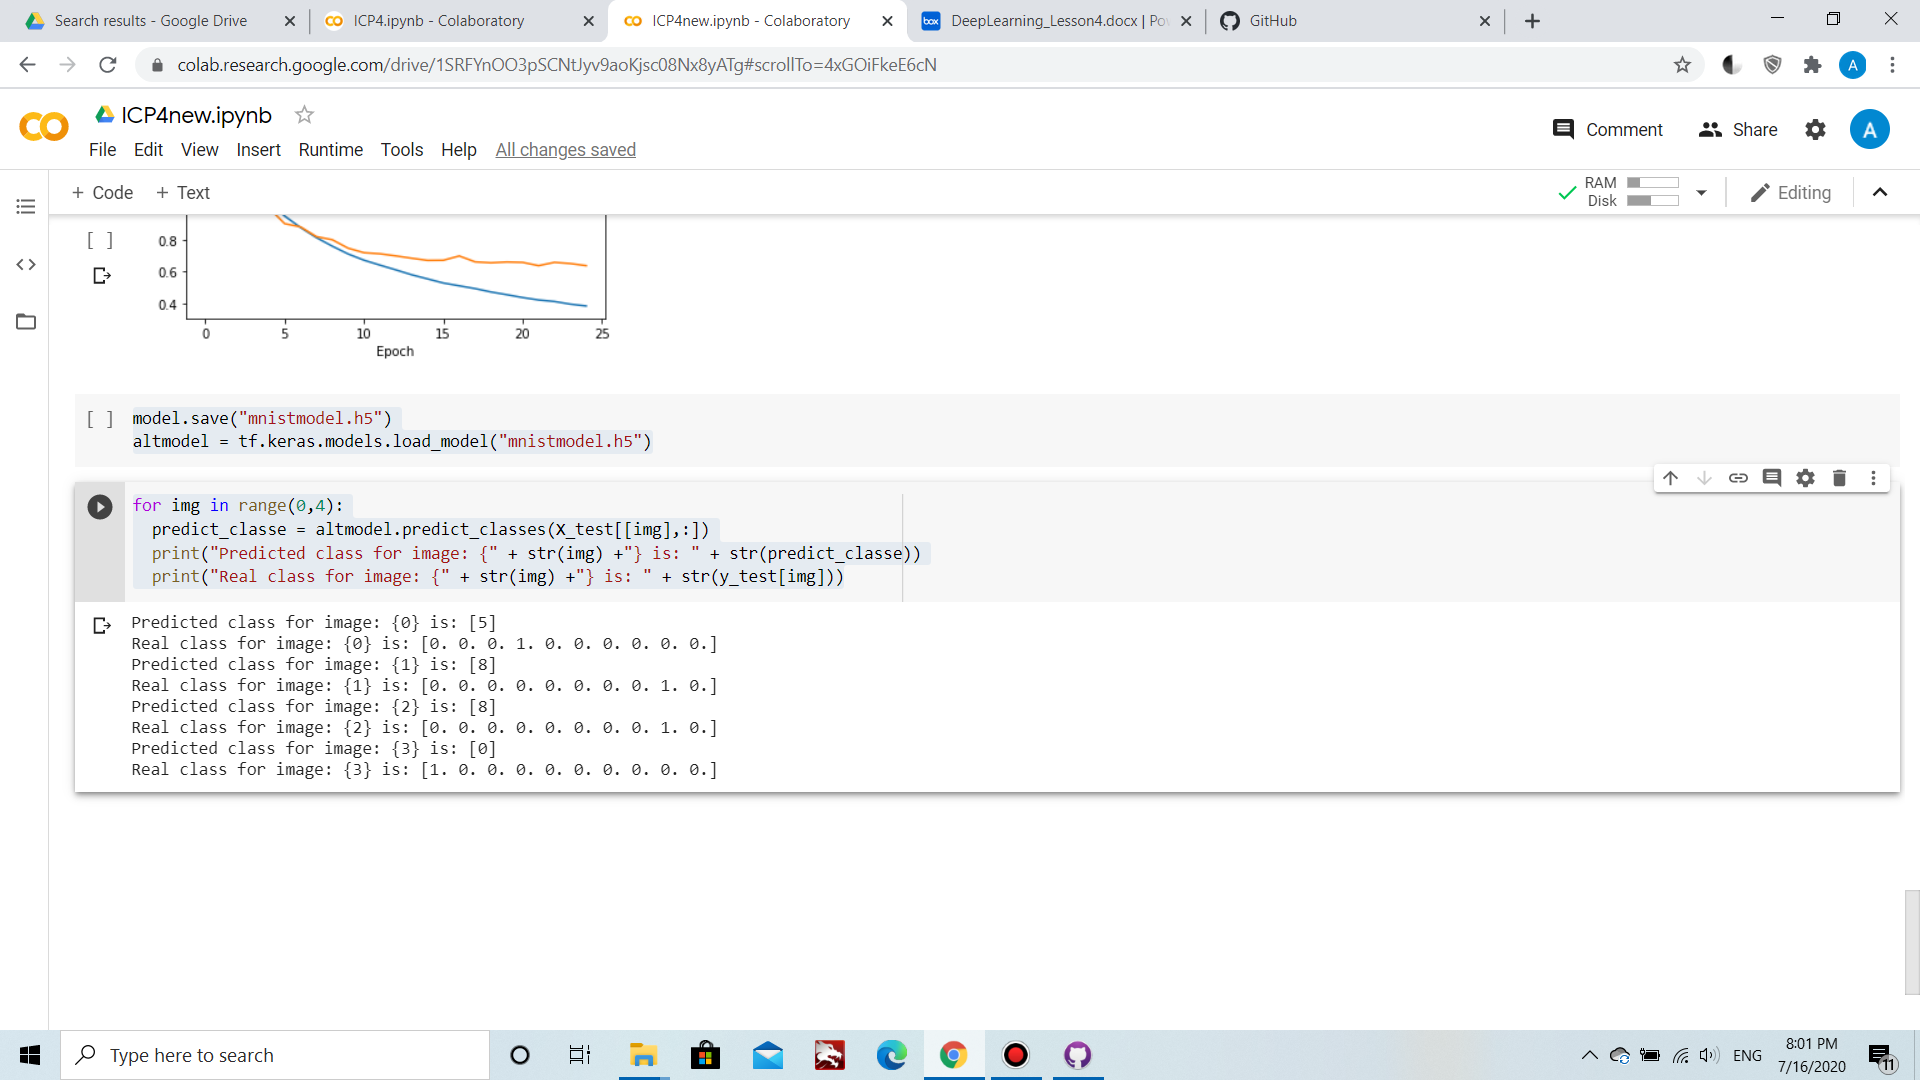 Search results - Google Drive
ICP4.ipynb - Colaboratory
ICP4new.ipynb - Colaboratory
box DeepLearning_Lesson4.docx | Po
GitHub
colab.research.google.com/drive/1SRFYnOO3pSCNtJyv9aoKjsc08Nx8yATg#scrollTo=4xGOiFkeE6cN
A
ICP4new.ipynb
Comment
Share
A
File Edit View Insert Runtime Tools Help All changes saved
+ Code + Text
RAM
Disk
Editing
[ ]
0.8
0.6
0.4
0 5 10 15 20 25
Epoch
[ ] model.save("mnistmodel.h5")
altmodel = tf.keras.models.load_model("mnistmodel.h5")
for img in range(0,4):
predict_classe = altmodel.predict_classes(X_test[[img],:])
print("Predicted class for image: {" + str(img) +"} is: " + str(predict_classe))
print("Real class for image: {" + str(img) +"} is: " + str(y_test[img]))
Predicted class for image: {0} is: [5]
Real class for image: {0} is: [0. 0. 0. 1. 0. 0. 0. 0. 0. 0.]
Predicted class for image: {1} is: [8]
Real class for image: {1} is: [0. 0. 0. 0. 0. 0. 0. 0. 1. 0.]
Predicted class for image: {2} is: [8]
Real class for image: {2} is: [0. 0. 0. 0. 0. 0. 0. 0. 1. 0.]
Predicted class for image: {3} is: [0]
Real class for image: {3} is: [1. 0. 0. 0. 0. 0. 0. 0. 0. 0.]
Type here to search
ENG
8:01 PM
7/16/2020
11